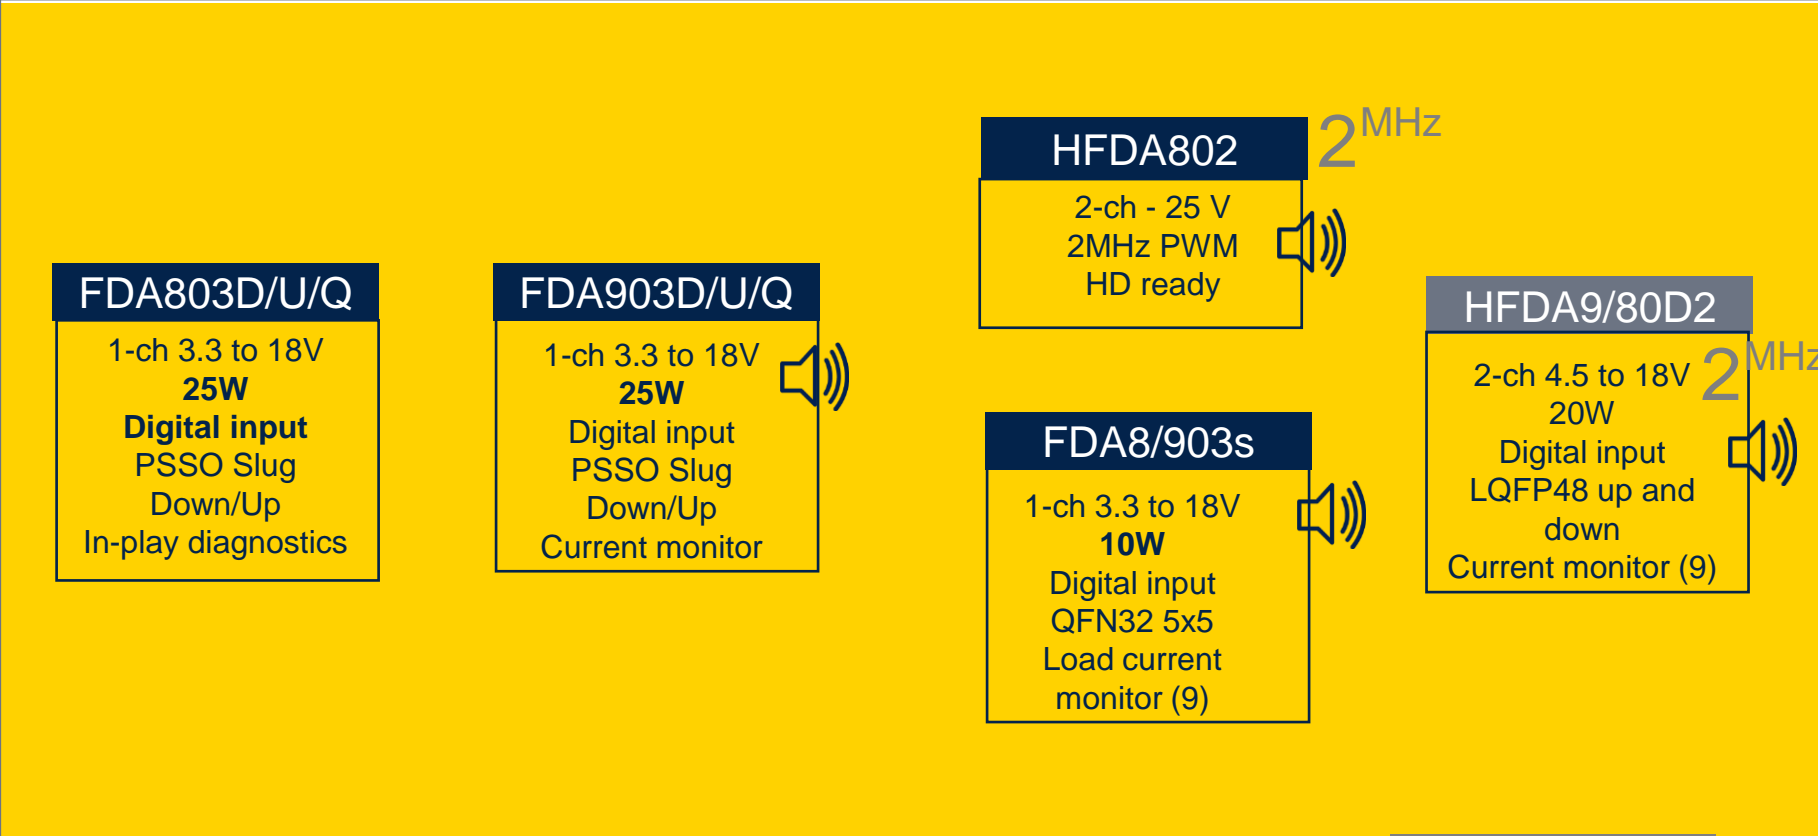 FDA803D/U/Q
1-ch 3.3 to 18V
25W
Digital input
PSSO Slug
Down/Up
In-play diagnostics
FDA903D/U/Q
1-ch 3.3 to 18V
25W
Digital input
PSSO Slug
Down/Up
Current monitor
HFDA802
2MHz
2-ch - 25 V
2MHz PWM
HD ready
FDA8/903s
1-ch 3.3 to 18V
10W
Digital input
QFN32 5x5
Load current
monitor (9)
HFDA9/80D2
2MHz
2-ch 4.5 to 18V
20W
Digital input
LQFP48 up and
down
Current monitor (9)